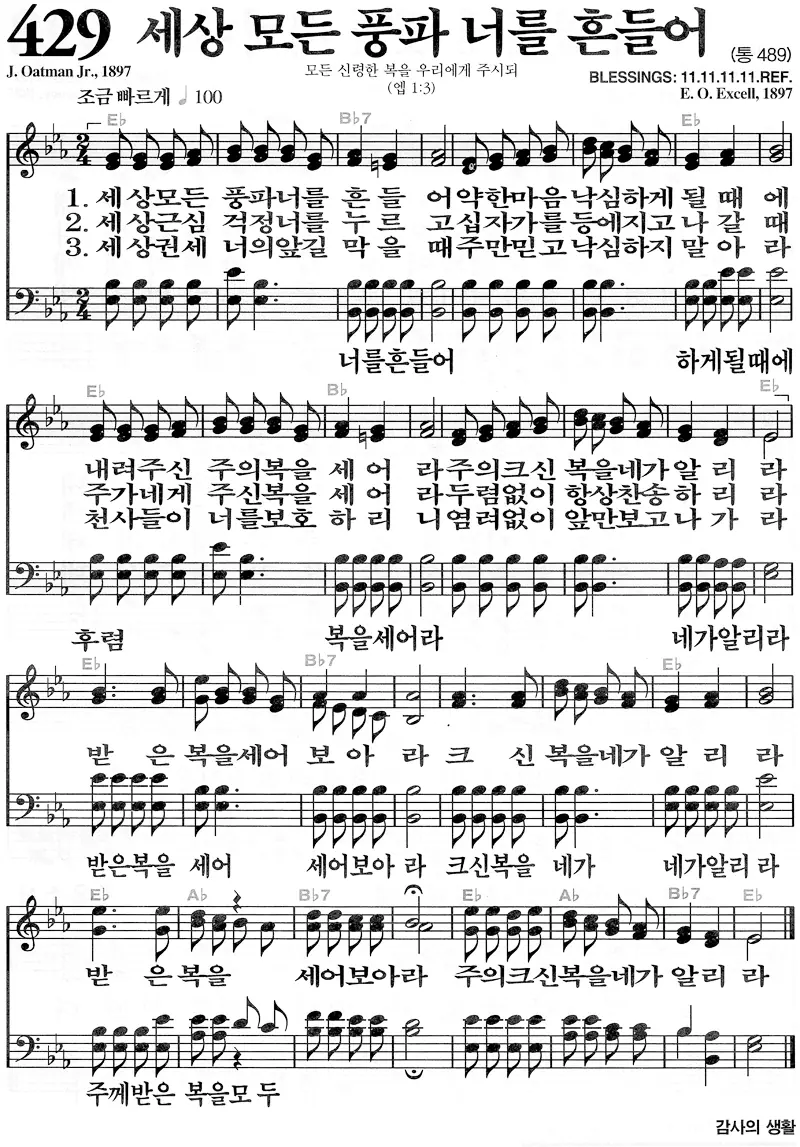 429 세상 모든 풍파 너를 흔들어 (통 489)
J. Oatman Jr., 1897
모든 신령한 복을 우리에게 주시되
(엡 1:3)
BLESSINGS: 11.11.11.11.REF.
E. O. Excell, 1897
조금 빠르게 ♩ 100
E♭ B♭7 E♭
1. 세상모든 풍파너를 흔들어약한마음낙심하게 될때에
2. 세상근심 걱정너를 누르고십자가를등에지고나갈때
3. 세상권세 너의앞길 막을때주만믿고낙심하지 말아라
너를흔들어 하게될때에
E♭ B♭ E♭
내려주신 주의복을 세어라주의크신 복을네가알리라
주가네게 주신복을 세어라두렴없이 항상찬송하리라
천사들이 너를보호 하리니염려없이 앞만보고나가라
후렴 복을세어라 네가알리라
E♭ B♭7 E♭
받은복을세어 보아라크신복을네가 알리라
받은복을 세어 세어보아라 크신복을 네가 네가알리라
E♭ A♭ B♭7 E♭ A♭ B♭7 E♭
받은복을 세어보아라 주의크신복을네가 알리라
주께받은 복을모두
감사의 생활